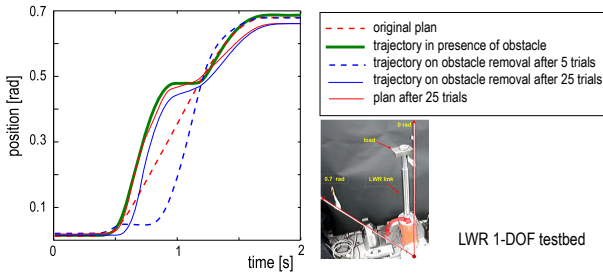 position [rad]
0.7
0.5
0.3
0.1
0
1
2
time [s]
original plan
trajectory in presence of obstacle
trajectory on obstacle removal after 5 trials
trajectory on obstacle removal after 25 trials
plan after 25 trials
0 rad
load
0.7 rad
LWR link
LWR 1-DOF testbed